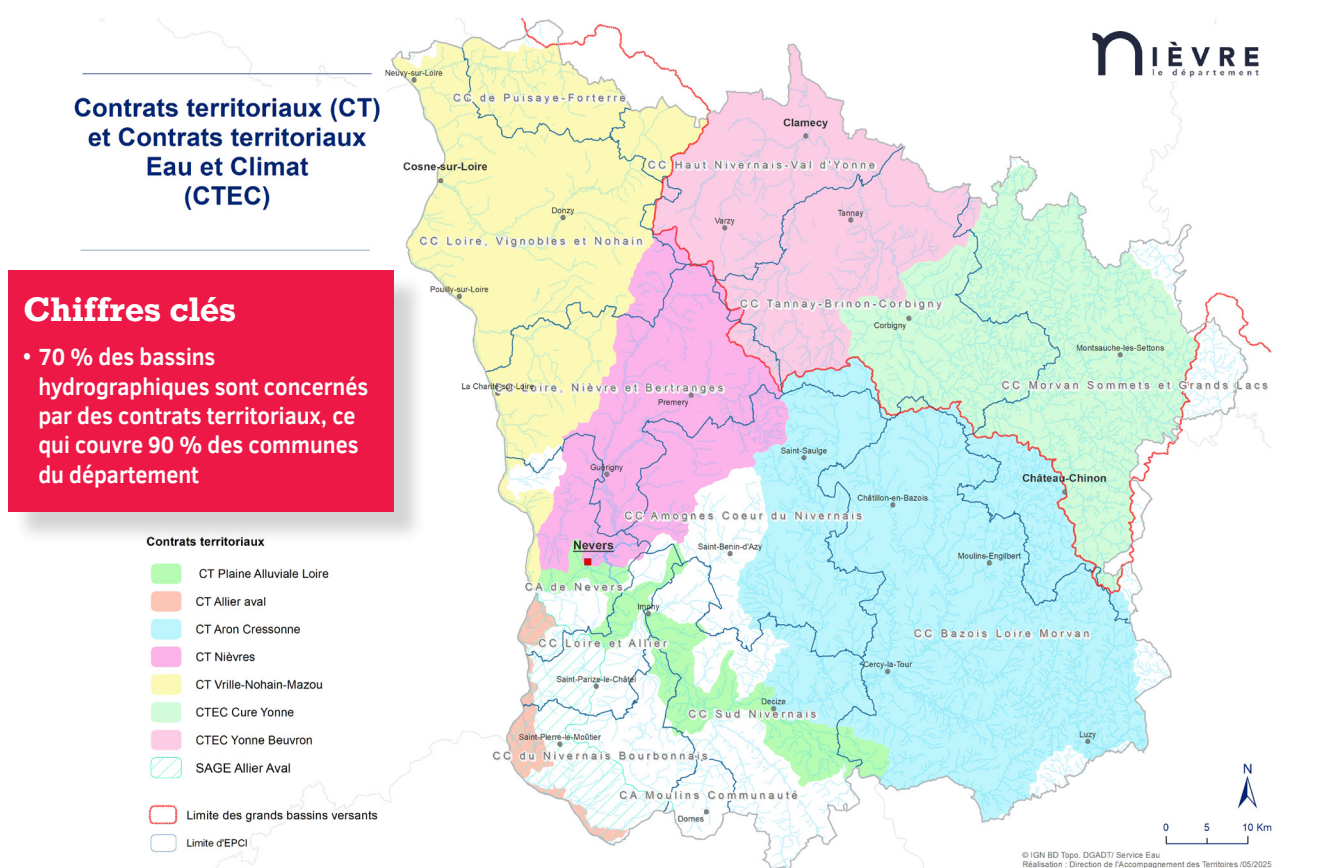 NIÈVRE
le département
Contrats territoriaux (CT)
et Contrats territoriaux
Eau et Climat
(CTEC)
Chiffres clés
• 70 % des bassins
hydrographiques sont concernés
par des contrats territoriaux, ce
qui couvre 90 % des communes
du département
Contrats territoriaux
CT Plaine Alluviale Loire
CT Allier aval
CT Aron Cressonne
CT Nièvres
CT Vrille-Nohain-Mazou
CTEC Cure Yonne
CTEC Yonne Beuvron
SAGE Allier Aval
Limite des grands bassins versants
Limite d'EPCI
Neuvy-sur-Loire
CC de Puisaye-Forterre
Clamecy
Cosne-sur-Loire
CC Haut Nivernais-Val d'Yonne
Donzy
Varzy
Tannay
CC Loire, Vignobles et Nohain
Pouilly-sur-Loire
CC Tannay-Brinon-Corbigny
Corbigny
Montsauche-les-Settons
La Charité-sur-Loire
CC Loire, Nièvre et Bertranges
CC Morvan Sommets et Grands Lacs
Premery
Saint-Saulge
Guérigny
Château-Chinon
Châtillon-en-Bazois
CC Amognes Coeur du Nivernais
Nevers
Saint-Benin-d'Azy
Moulins-Engilbert
CA de Nevers
Imphy
CC Bazois Loire Morvan
CC Loire et Allier
Cercy-la-Tour
Saint-Parize-le-Châtel
Decize
CC Sud Nivernais
Saint-Pierre-le-Moûtier
Luzy
CC du Nivernais Bourbonnais
CA Moulins Communauté
Dornes
N
0 5 10 Km
© IGN BD Topo. DGADT/ Service Eau
Réalisation : Direction de l'Accompagnement des Territoires /05/2025